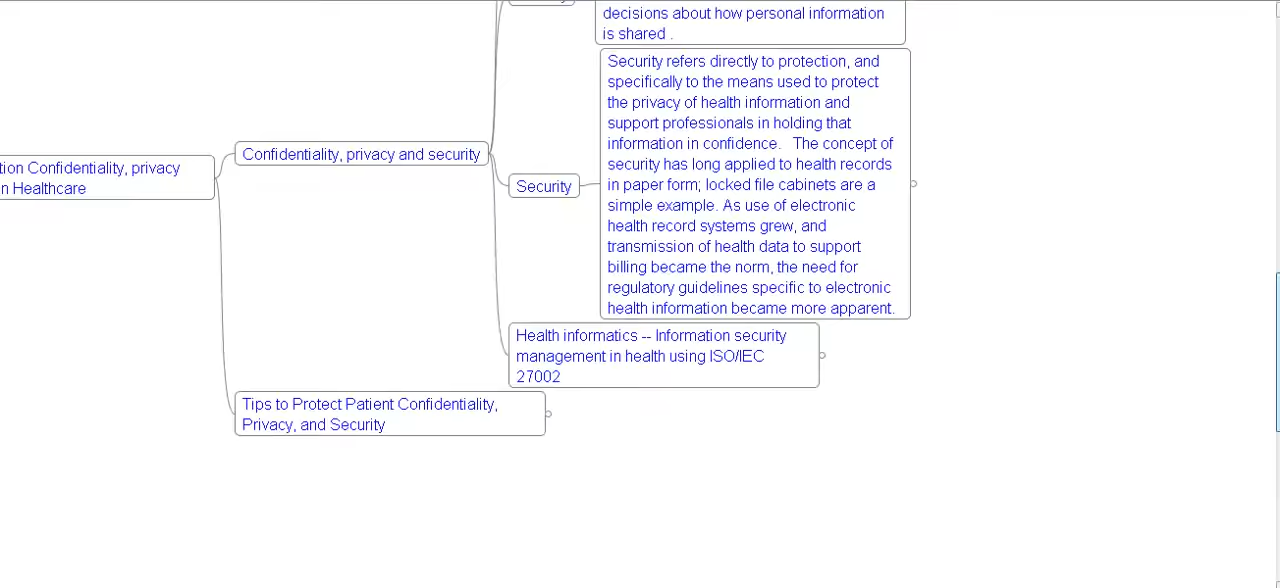 decisions about how personal information
is shared .
Security refers directly to protection, and
specifically to the means used to protect
the privacy of health information and
support professionals in holding that
information in confidence.   The concept of
security has long applied to health records
in paper form; locked file cabinets are a
simple example. As use of electronic
health record systems grew, and
transmission of health data to support
billing became the norm, the need for
regulatory guidelines specific to electronic
health information became more apparent.
Confidentiality, privacy and security
tion Confidentiality, privacy
n Healthcare
Security
Health informatics -- Information security
management in health using ISO/IEC
27002
Tips to Protect Patient Confidentiality,
Privacy, and Security